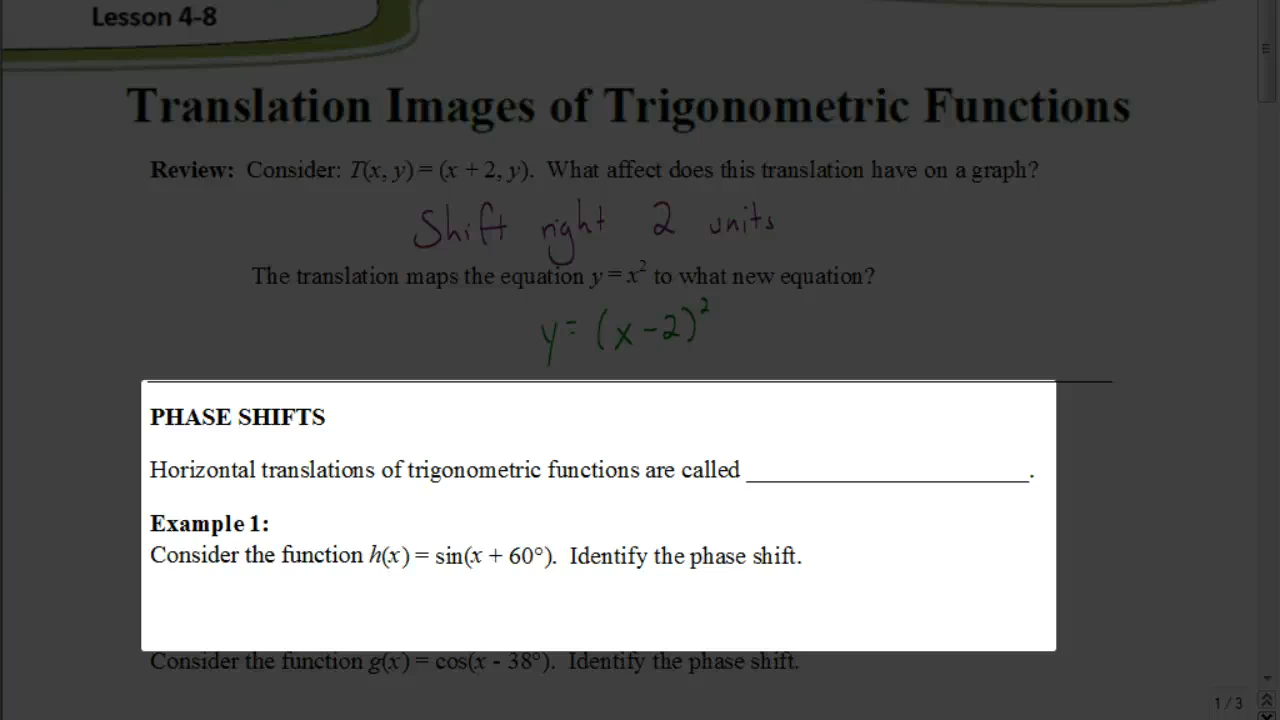 Lesson 4-8
Translation Images of Trigonometric Functions
Review: Consider: T(x, y) = (x + 2, y). What affect does this translation have on a graph?
Shift right 2 units
The translation maps the equation y = x² to what new equation?
y = (x - 2)²
PHASE SHIFTS
Horizontal translations of trigonometric functions are called ______________________.
Example 1:
Consider the function h(x) = sin(x + 60°). Identify the phase shift.
Consider the function g(x) = cos(x - 38°). Identify the phase shift.
1 / 3